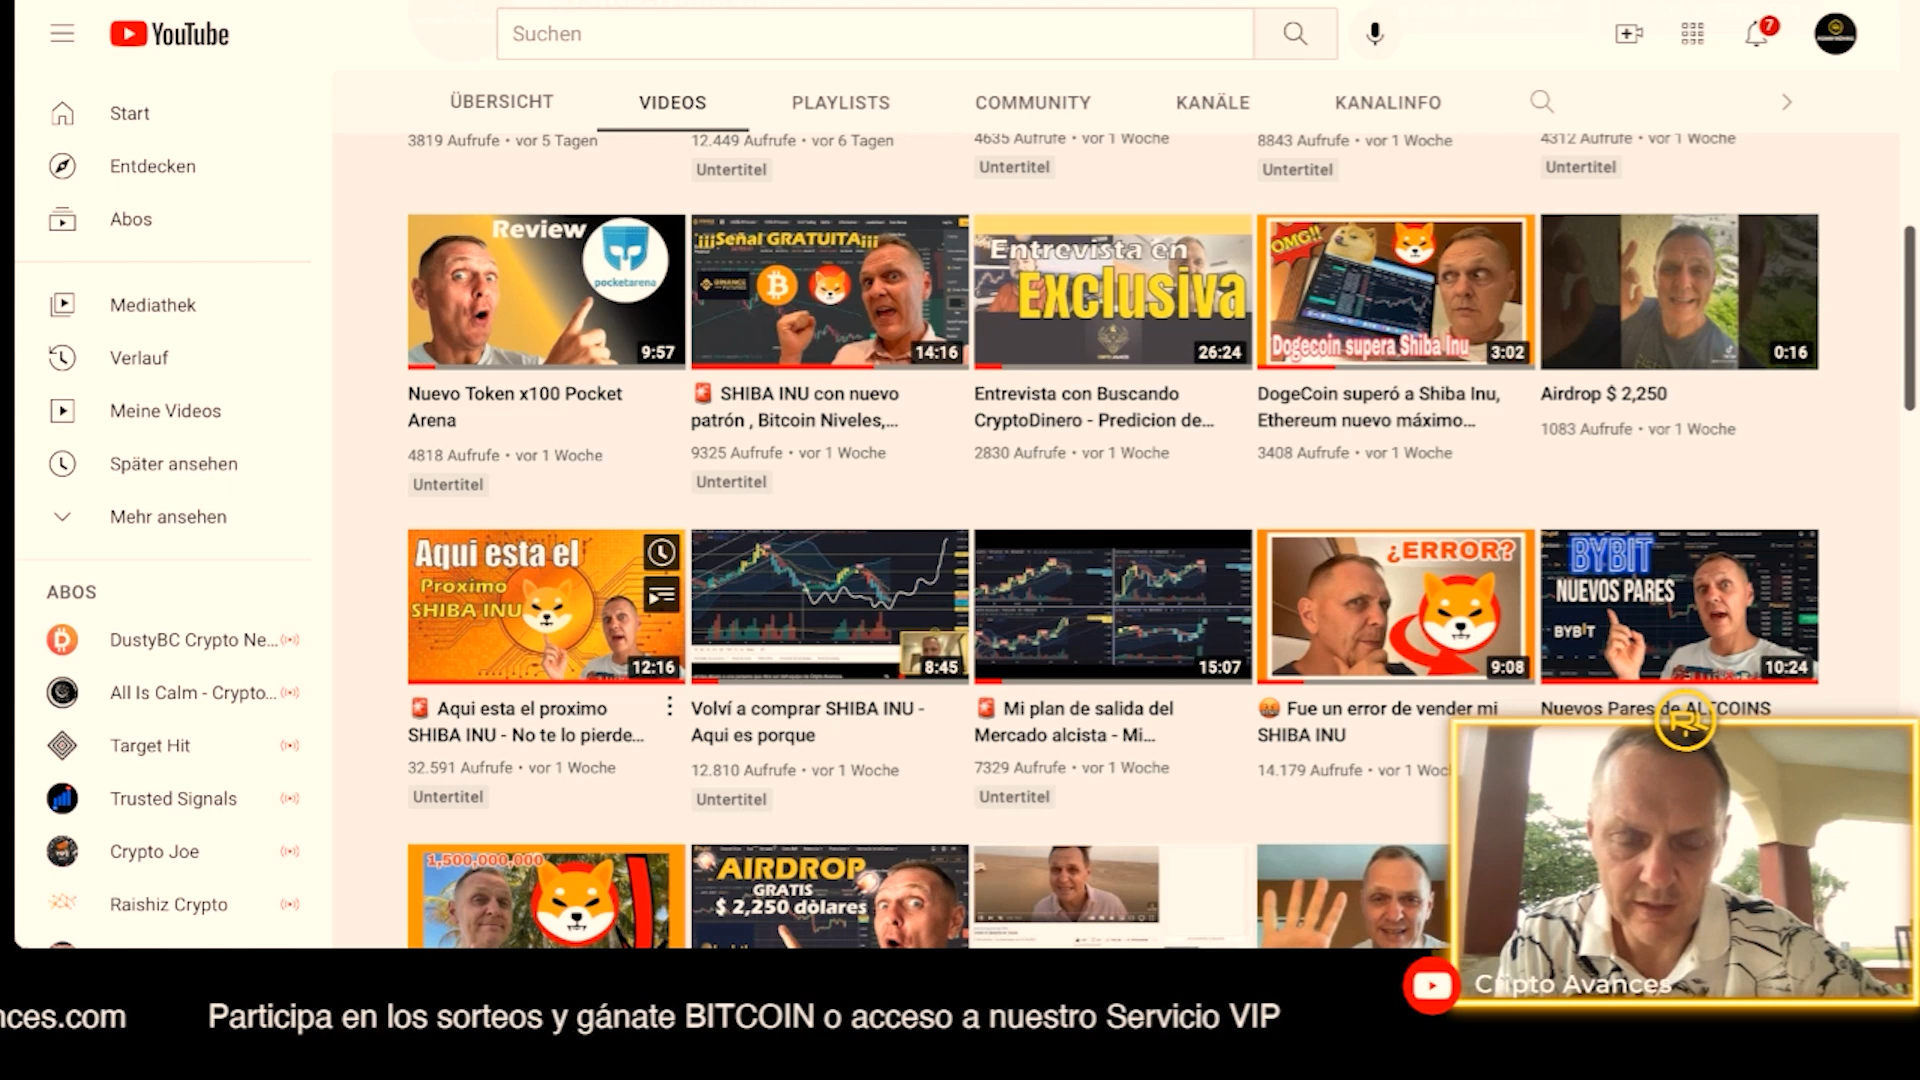 YouTube
Suchen
7
Start
Entdecken
Abos
Mediathek
Verlauf
Meine Videos
Später ansehen
Mehr ansehen
ABOS
DustyBC Crypto Ne...
All Is Calm - Crypto...
Target Hit
Trusted Signals
Crypto Joe
Raishiz Crypto
ÜBERSICHT
VIDEOS
PLAYLISTS
COMMUNITY
KANÄLE
KANALINFO
3819 Aufrufe • vor 5 Tagen
12.449 Aufrufe • vor 6 Tagen
Untertitel
4635 Aufrufe • vor 1 Woche
Untertitel
8843 Aufrufe • vor 1 Woche
Untertitel
4312 Aufrufe • vor 1 Woche
Untertitel
Review
pocketarena
9:57
Nuevo Token x100 Pocket
Arena
4818 Aufrufe • vor 1 Woche
Untertitel
¡¡¡Señal GRATUITA¡¡¡
BINANCE
14:16
SHIBA INU con nuevo
patrón , Bitcoin Niveles,...
9325 Aufrufe • vor 1 Woche
Untertitel
Entrevista en
Exclusiva
26:24
Entrevista con Buscando
CryptoDinero - Predicion de...
2830 Aufrufe • vor 1 Woche
OMG!!
Dogecoin supera Shiba Inu
3:02
DogeCoin superó a Shiba Inu,
Ethereum nuevo máximo...
3408 Aufrufe • vor 1 Woche
0:16
Airdrop $ 2,250
1083 Aufrufe • vor 1 Woche
Aqui esta el
Proximo
SHIBA INU
12:16
Aqui esta el proximo
SHIBA INU - No te lo pierde...
32.591 Aufrufe • vor 1 Woche
Untertitel
8:45
Volví a comprar SHIBA INU -
Aqui es porque
12.810 Aufrufe • vor 1 Woche
Untertitel
15:07
Mi plan de salida del
Mercado alcista - Mi...
7329 Aufrufe • vor 1 Woche
Untertitel
¿ERROR?
9:08
Fue un error de vender mi
SHIBA INU
14.179 Aufrufe • vor 1 Woc
BYBIT
NUEVOS PARES
BYBIT
10:24
Nuevos Pares de ALTCOINS
1,500,000,000
AIRDROP
GRATIS
$ 2,250 dólares
Cripto Avances
nces.com
Participa en los sorteos y gánate BITCOIN o acceso a nuestro Servicio VIP